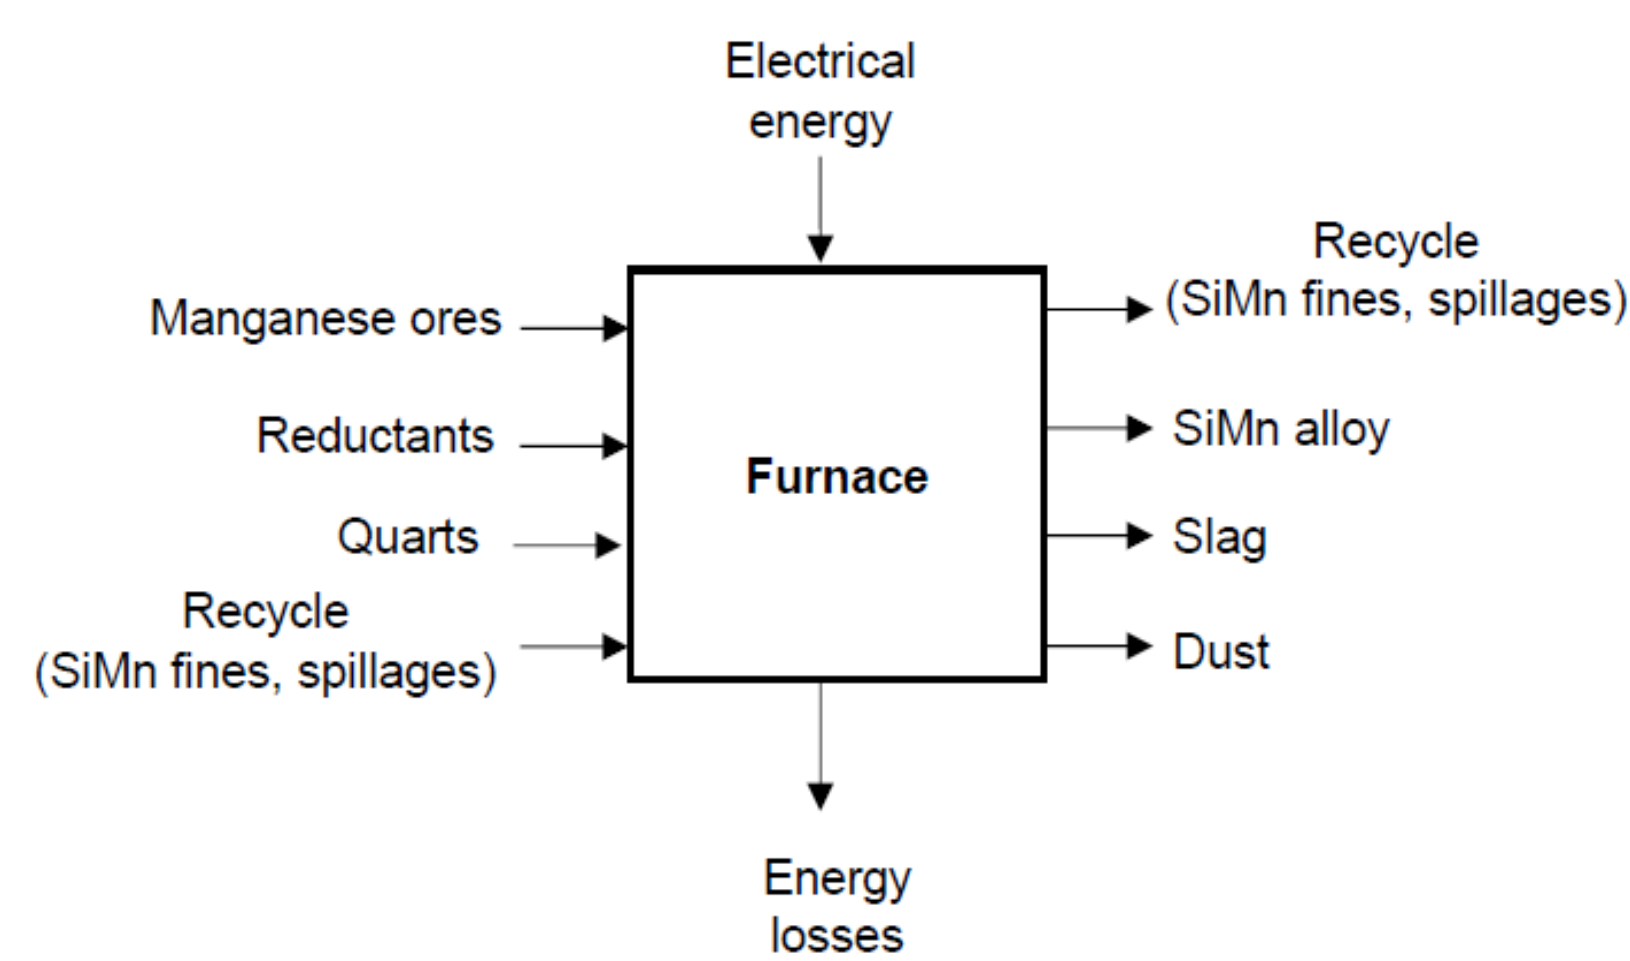 Electrical
energy
Manganese ores
Reductants
Quarts
Recycle
(SiMn fines, spillages)
Furnace
Recycle
(SiMn fines, spillages)
SiMn alloy
Slag
Dust
Energy
losses